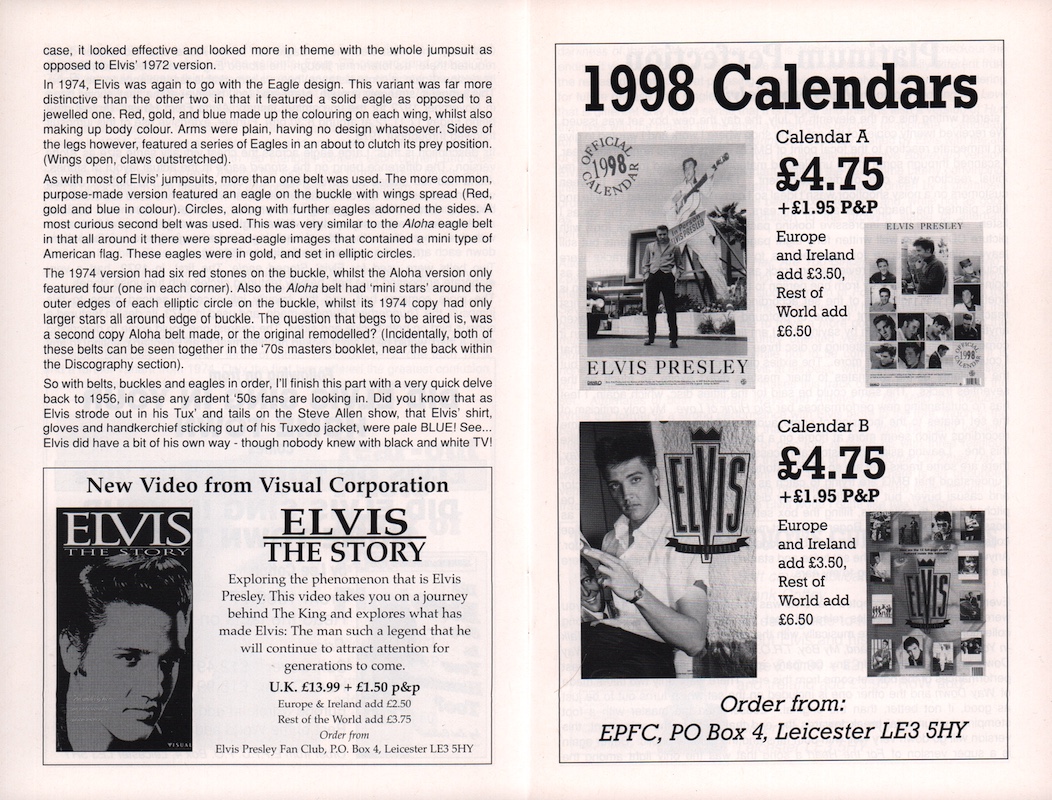 case, it looked effective and looked more in theme with the whole jumpsuit as
opposed to Elvis' 1972 version.
In 1974, Elvis was again to go with the Eagle design. This variant was far more
distinctive than the other two in that it featured a solid eagle as opposed to a
jewelled one. Red, gold, and blue made up the colouring on each wing, whilst also
making up body colour. Arms were plain, having no design whatsoever. Sides of
the legs however, featured a series of Eagles in an about to clutch its prey position.
(Wings open, claws outstretched).
As with most of Elvis' jumpsuits, more than one belt was used. The more common,
purpose-made version featured an eagle on the buckle with wings spread (Red,
gold and blue in colour). Circles, along with further eagles adorned the sides. A
most curious second belt was used. This was very similar to the Aloha eagle belt
in that all around it there were spread-eagle images that contained a mini type of
American flag. These eagles were in gold, and set in elliptic circles.
The 1974 version had six red stones on the buckle, whilst the Aloha version only
featured four (one in each corner). Also the Aloha belt had 'mini stars' around the
outer edges of each elliptic circle on the buckle, whilst its 1974 copy had only
larger stars all around edge of buckle. The question that begs to be aired is, was
a second copy Aloha belt made, or the original remodelled? (Incidentally, both of
these belts can be seen together in the '70s masters booklet, near the back within
the Discography section).
So with belts, buckles and eagles in order, I'll finish this part with a very quick delve
back to 1956, in case any ardent '50s fans are looking in. Did you know that as
Elvis strode out in his Tux' and tails on the Steve Allen show, that Elvis' shirt,
gloves and handkerchief sticking out of his Tuxedo jacket, were pale BLUE! See...
Elvis did have a bit of his own way - though nobody knew with black and white TV!
New Video from Visual Corporation
ELVIS
THE STORY
VISUAL
ELVIS
THE STORY
Exploring the phenomenon that is Elvis
Presley. This video takes you on a journey
behind The King and explores what has
made Elvis: The man such a legend that he
will continue to attract attention for
generations to come.
U.K. £13.99 + £1.50 p&p
Europe & Ireland add £2.50
Rest of the World add £3.75
Order from
Elvis Presley Fan Club, P.O. Box 4, Leicester LE3 5HY
1998 Calendars
OFFICIAL
1998
CALENDAR
ELVIS PRESLEY
Calendar A
£4.75
+£1.95 P&P
Europe
and Ireland
add £3.50,
Rest of
World add
£6.50
ELVIS PRESLEY
OFFICIAL
1998
CALENDAR
ELVIS
Calendar B
£4.75
+£1.95 P&P
Europe
and Ireland
add £3.50,
Rest of
World add
£6.50
ELVIS
Order from:
EPFC, PO Box 4, Leicester LE3 5HY